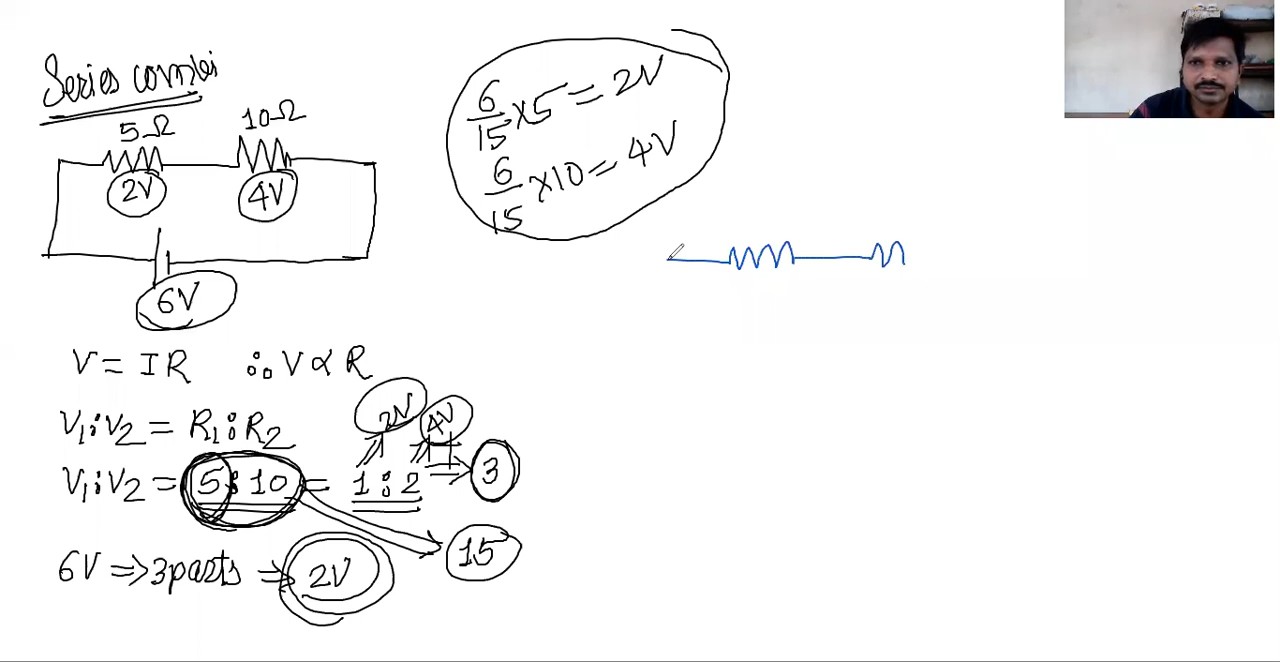 Series combi
5Ω 10Ω
2V 4V
6V
6/15 ×5 = 2V
6/15 ×10 = 4V
V = IR ∴ V ∝ R
2V 4V
V₁:V₂ = R₁:R₂
V₁:V₂ = 5:10 = 1:2 ⇒ 3
15
6V ⇒ 3 parts ⇒ 2V